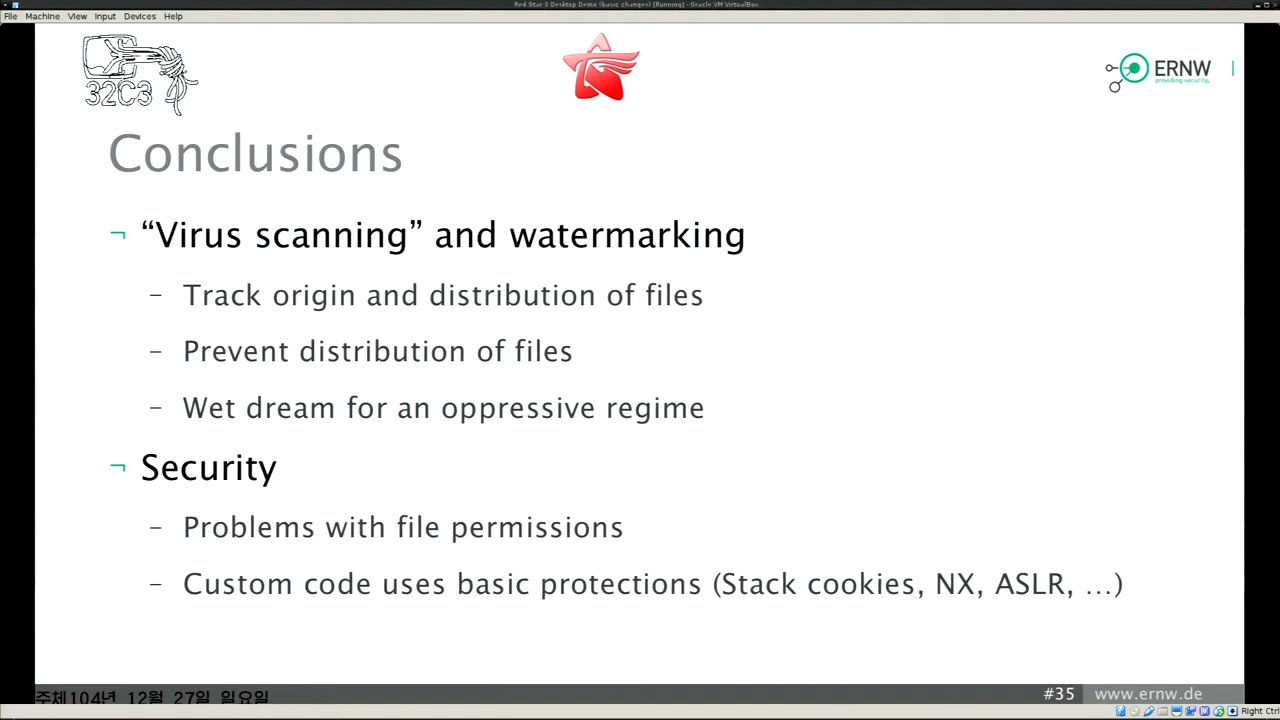 Red Star 3 Desktop Demo (basic changes) [Running] - Oracle VM VirtualBox
File Machine View Input Devices Help
32C3
ERNW
providing security.
Conclusions
¬ “Virus scanning” and watermarking
– Track origin and distribution of files
– Prevent distribution of files
– Wet dream for an oppressive regime
¬ Security
– Problems with file permissions
– Custom code uses basic protections (Stack cookies, NX, ASLR, …)
주체104년 12월 27일 일요일
#35 www.ernw.de
Right Ctrl